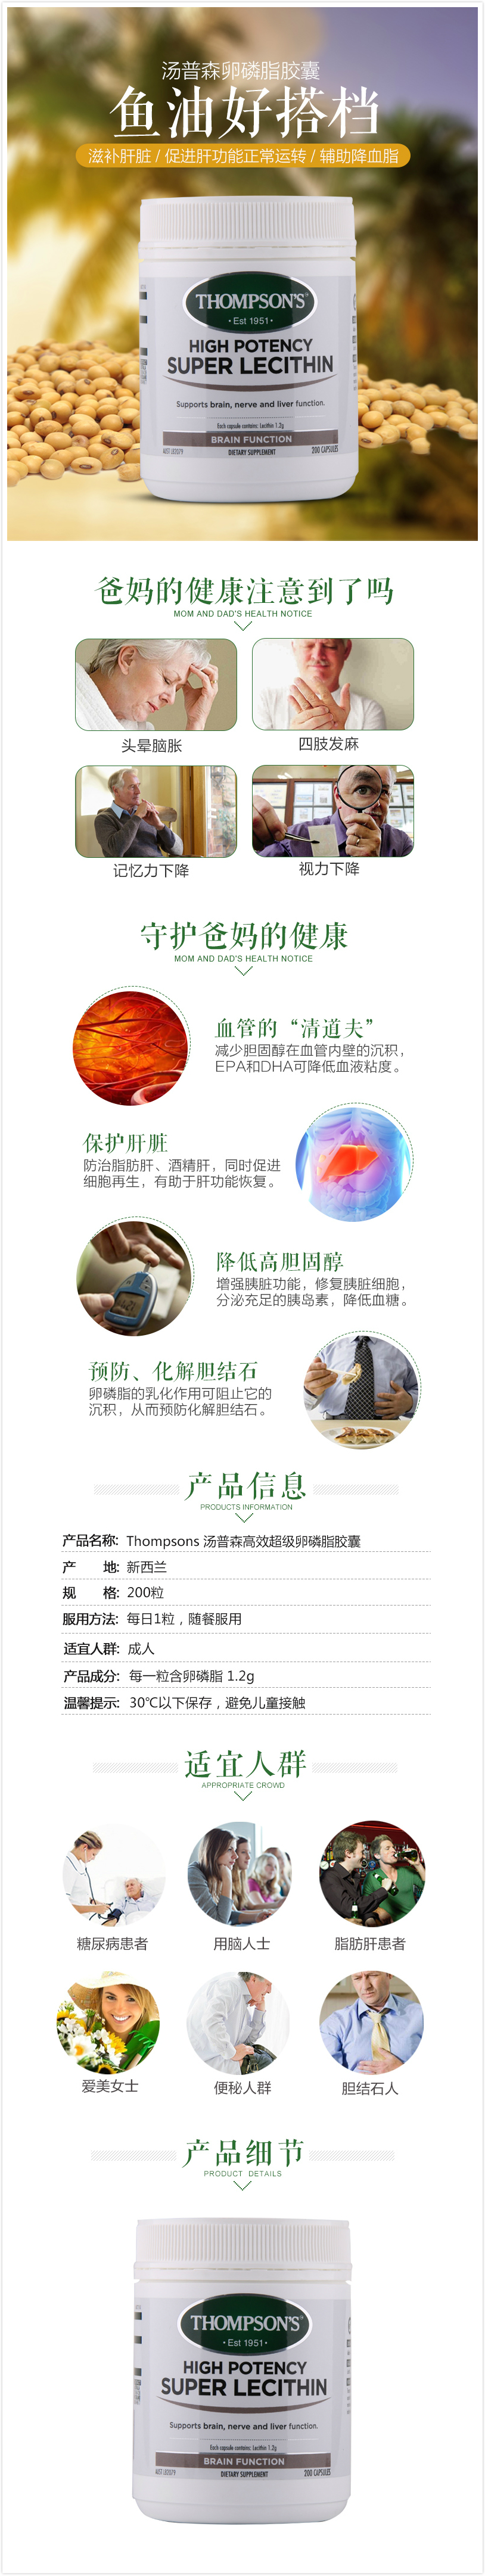 汤普森卵磷脂胶囊
鱼油好搭档
滋补肝脏 / 促进肝功能正常运转 / 辅助降血脂
THOMPSON'S
• Est 1951 •
HIGH POTENCY
SUPER LECITHIN
Supports brain, nerve and liver function.
Each capsule contains: Lecithin 1.2g
BRAIN FUNCTION
DIETARY SUPPLEMENT
200 CAPSULES
爸妈的健康注意到了吗
MOM AND DAD'S HEALTH NOTICE
头晕脑胀
四肢发麻
记忆力下降
视力下降
守护爸妈的健康
MOM AND DAD'S HEALTH NOTICE
血管的“清道夫”
减少胆固醇在血管内壁的沉积，
EPA和DHA可降低血液粘度。
保护肝脏
防治脂肪肝、酒精肝，同时促进
细胞再生，有助于肝功能恢复。
降低高胆固醇
增强胰脏功能，修复胰脏细胞，
分泌充足的胰岛素，降低血糖。
预防、化解胆结石
卵磷脂的乳化作用可阻止它的
沉积，从而预防化解胆结石。
产品信息
PRODUCTS INFORMATION
产品名称: Thompsons 汤普森高效超级卵磷脂胶囊
产 地: 新西兰
规 格: 200粒
服用方法: 每日1粒，随餐服用
适宜人群: 成人
产品成分: 每一粒含卵磷脂 1.2g
温馨提示: 30℃以下保存，避免儿童接触
适宜人群
APPROPRIATE CROWD
糖尿病患者
用脑人士
脂肪肝患者
爱美女士
便秘人群
胆结石人
产品细节
PRODUCT DETAILS
THOMPSON'S
• Est 1951 •
HIGH POTENCY
SUPER LECITHIN
Supports brain, nerve and liver function.
Each capsule contains: Lecithin 1.2g
BRAIN FUNCTION
DIETARY SUPPLEMENT
200 CAPSULES